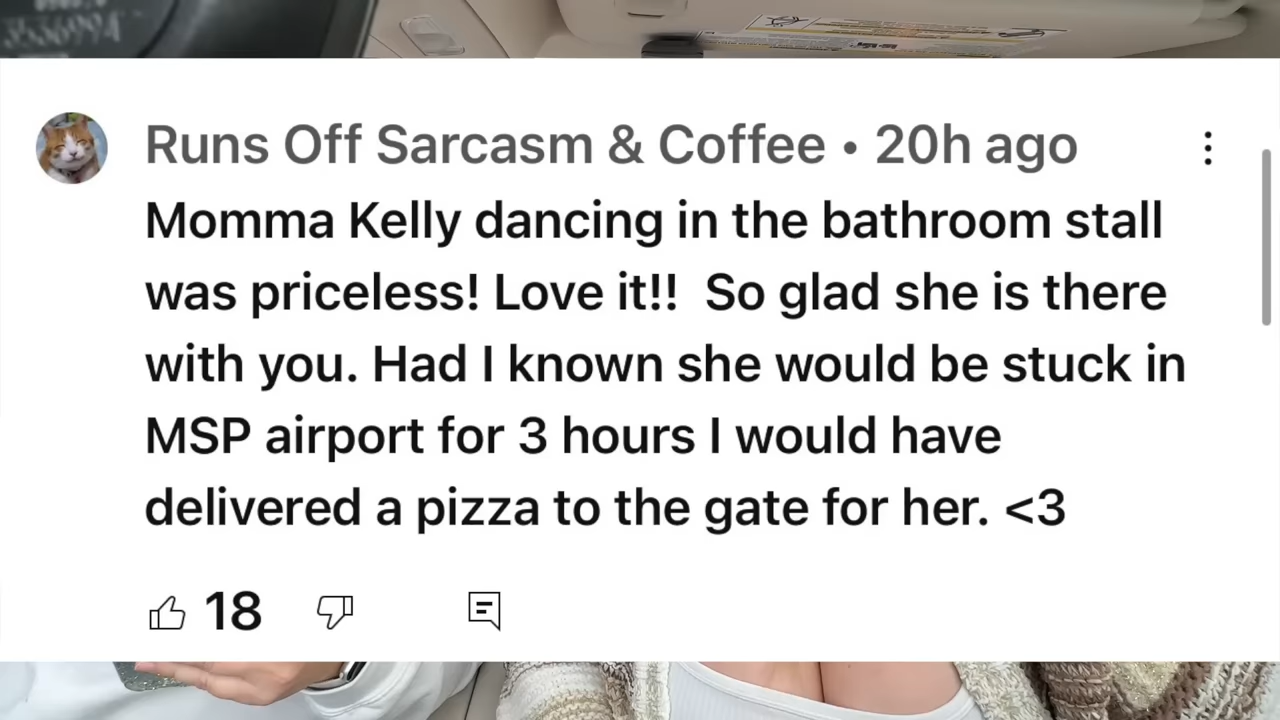 Runs Off Sarcasm & Coffee • 20h ago
Momma Kelly dancing in the bathroom stall
was priceless! Love it!!  So glad she is there
with you. Had I known she would be stuck in
MSP airport for 3 hours I would have
delivered a pizza to the gate for her. <3
18